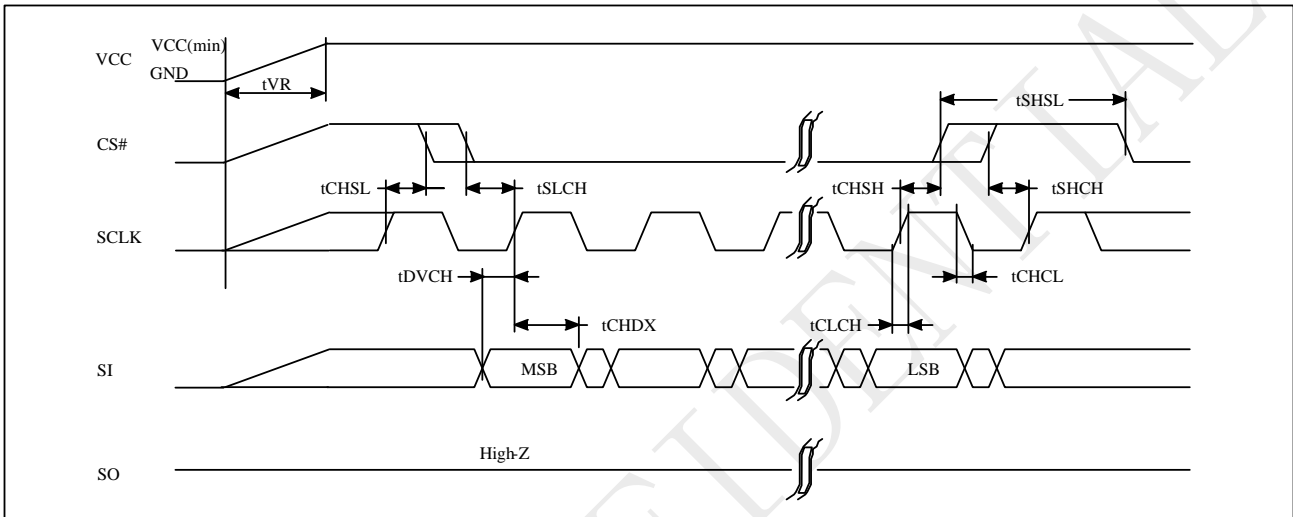 VCC
VCC(min)
GND
tVR
tSHSL
CS#
tCHSL
tSLCH
tCHSH
tSHCH
SCLK
tDVCH
tCHCL
tCHDX
tCLCH
SI
MSB
LSB
High-Z
SO
FIDENTIAL